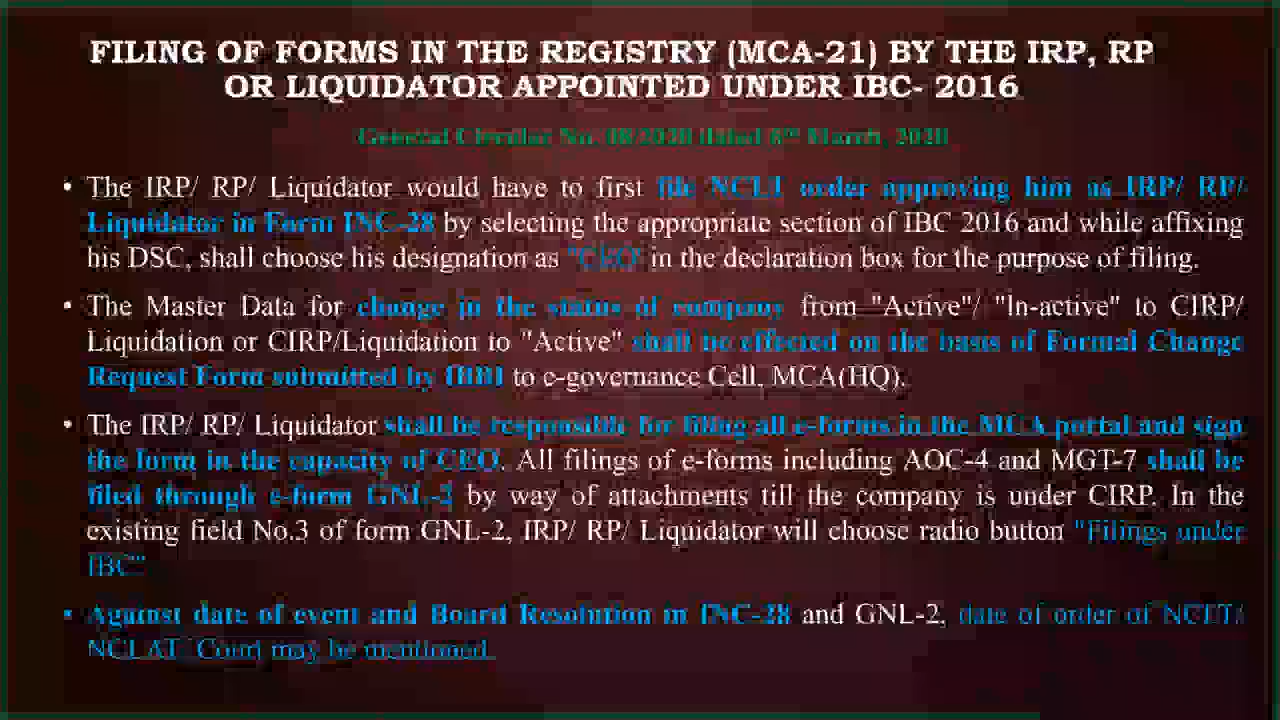 FILING OF FORMS IN THE REGISTRY (MCA-21) BY THE IRP, RP
OR LIQUIDATOR APPOINTED UNDER IBC- 2016
General Circular No. 08/2020 dated 6th March, 2020
• The IRP/ RP/ Liquidator would have to first file NCLT order approving him as IRP/ RP/
Liquidator in Form INC-28 by selecting the appropriate section of IBC 2016 and while affixing
his DSC, shall choose his designation as "CEO" in the declaration box for the purpose of filing.
• The Master Data for change in the status of company from "Active"/ "In-active" to CIRP/
Liquidation or CIRP/Liquidation to "Active" shall be effected on the basis of Formal Change
Request Form submitted by IBBI to e-governance Cell, MCA(HQ).
• The IRP/ RP/ Liquidator shall be responsible for filing all e-forms in the MCA portal and sign
the form in the capacity of CEO. All filings of e-forms including AOC-4 and MGT-7 shall be
filed through e-form GNL-2 by way of attachments till the company is under CIRP. In the
existing field No.3 of form GNL-2, IRP/ RP/ Liquidator will choose radio button "Filings under
IBC"
• Against date of event and Board Resolution in INC-28 and GNL-2, date of order of NCLT/
NCLAT/ Court may be mentioned.